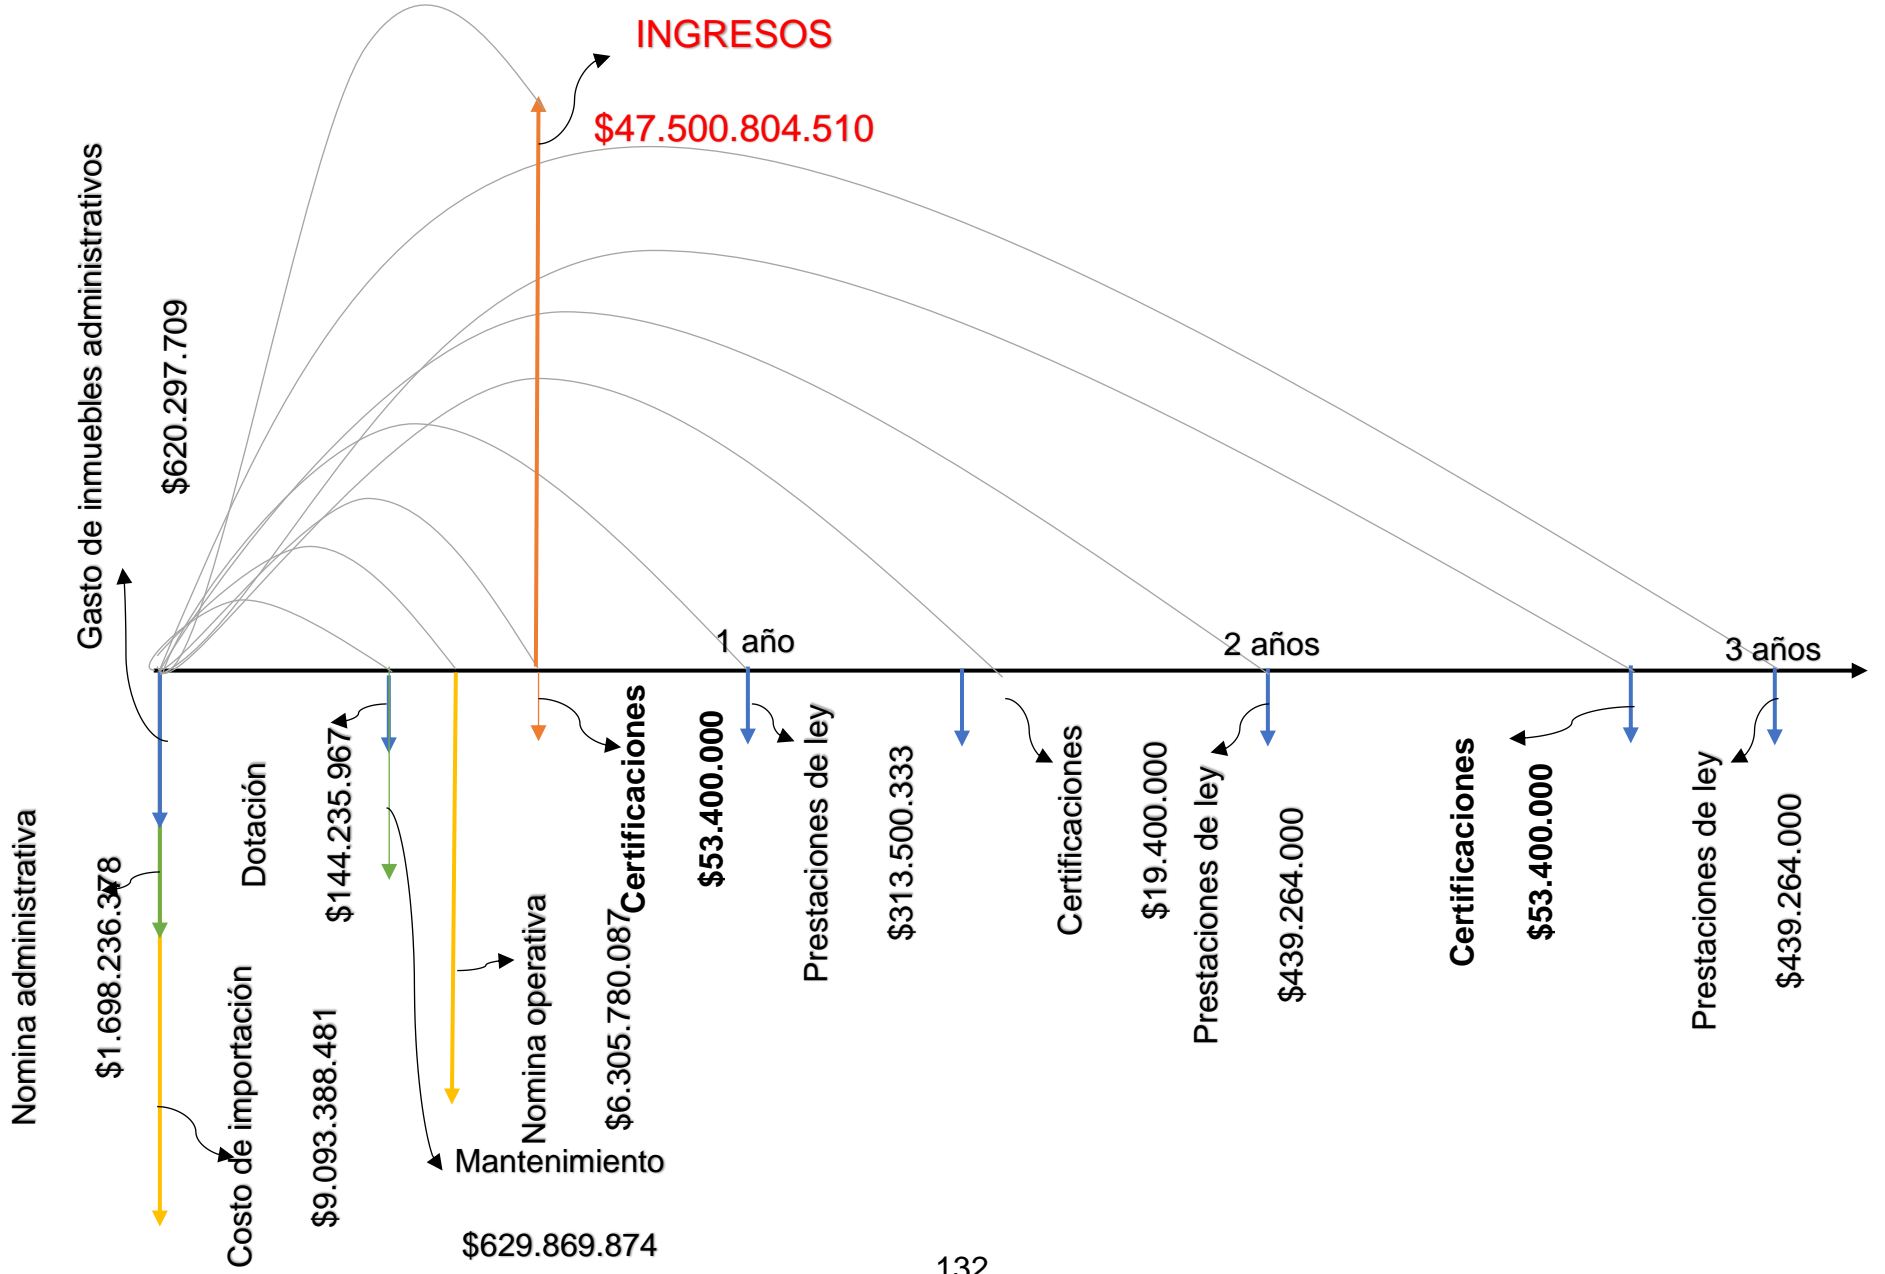 INGRESOS
$47.500.804.510
Gasto de inmuebles administrativos
$620.297.709
1 año
2 años
3 años
Nomina administrativa
$1.698.236.378
Costo de importación
$9.093.388.481
Dotación
$144.235.967
Mantenimiento
$629.869.874
Nomina operativa
$6.305.780.087
Certificaciones
$53.400.000
Prestaciones de ley
$313.500.333
Certificaciones
$19.400.000
Prestaciones de ley
$439.264.000
Certificaciones
$53.400.000
Prestaciones de ley
$439.264.000
132